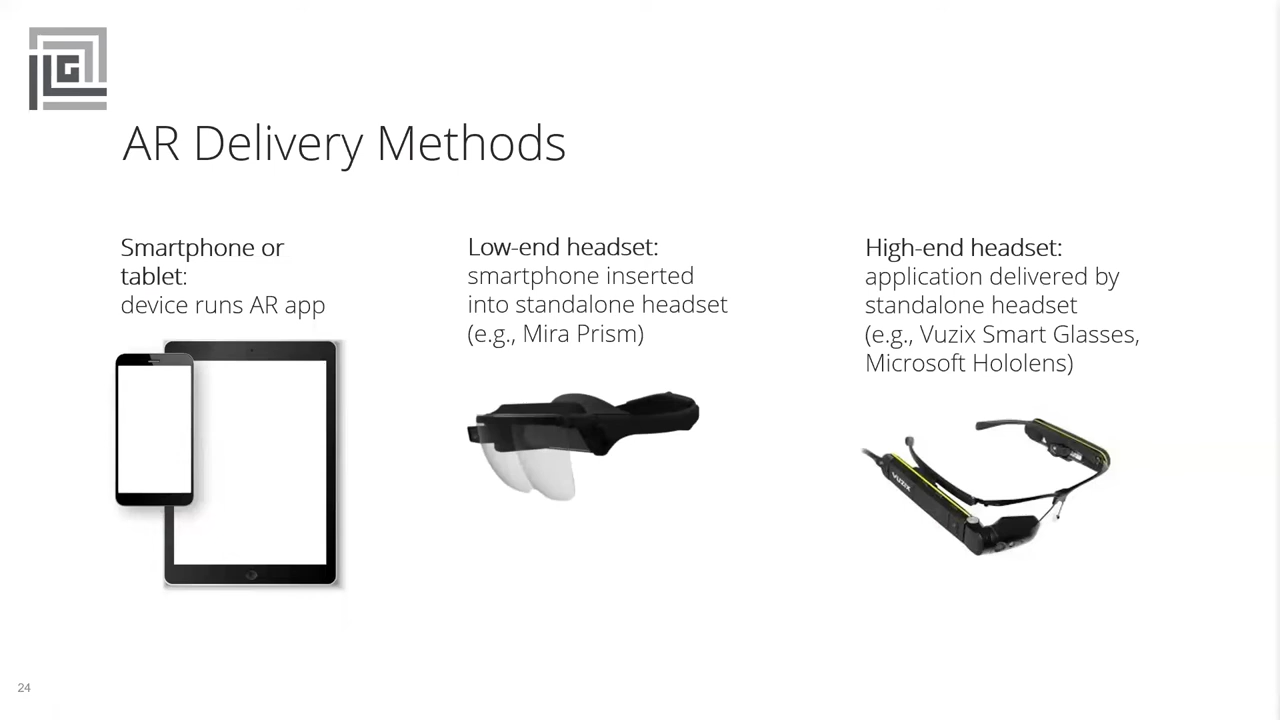 G
AR Delivery Methods
Smartphone or
tablet:
device runs AR app
Low-end headset:
smartphone inserted
into standalone headset
(e.g., Mira Prism)
High-end headset:
application delivered by
standalone headset
(e.g., Vuzix Smart Glasses,
Microsoft Hololens)
VUZIX
24